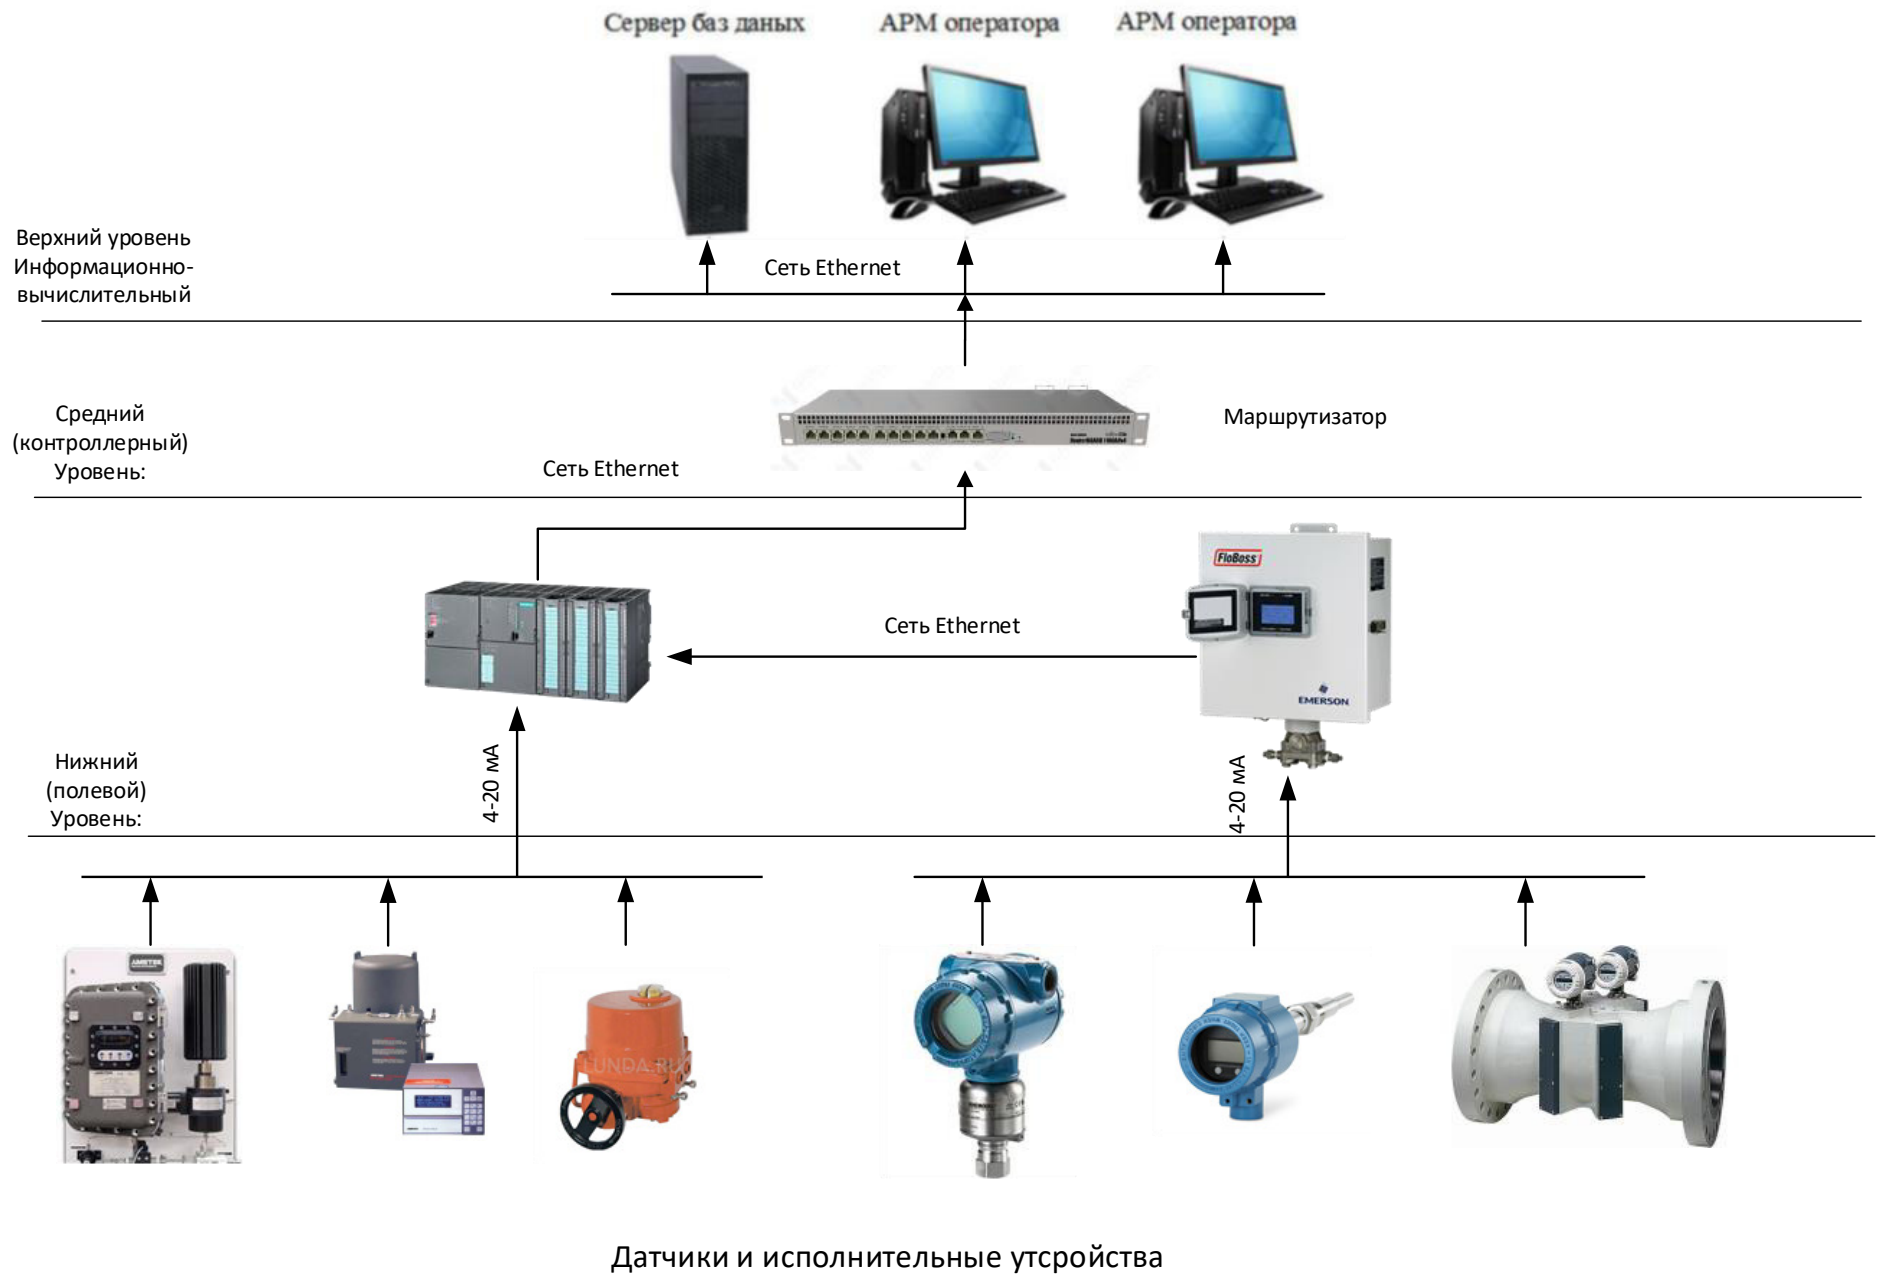 Сервер баз даных
АРМ оператора
АРМ оператора
Верхний уровень
Информационно-
вычислительный
Сеть Ethernet
Средний
(контроллерный)
Уровень:
Маршрутизатор
Сеть Ethernet
FloBoss
Сеть Ethernet
EMERSON
Нижний
(полевой)
Уровень:
4-20 мА
4-20 мА
AMETEK
LUNDA.RU
Датчики и исполнительные утсройства